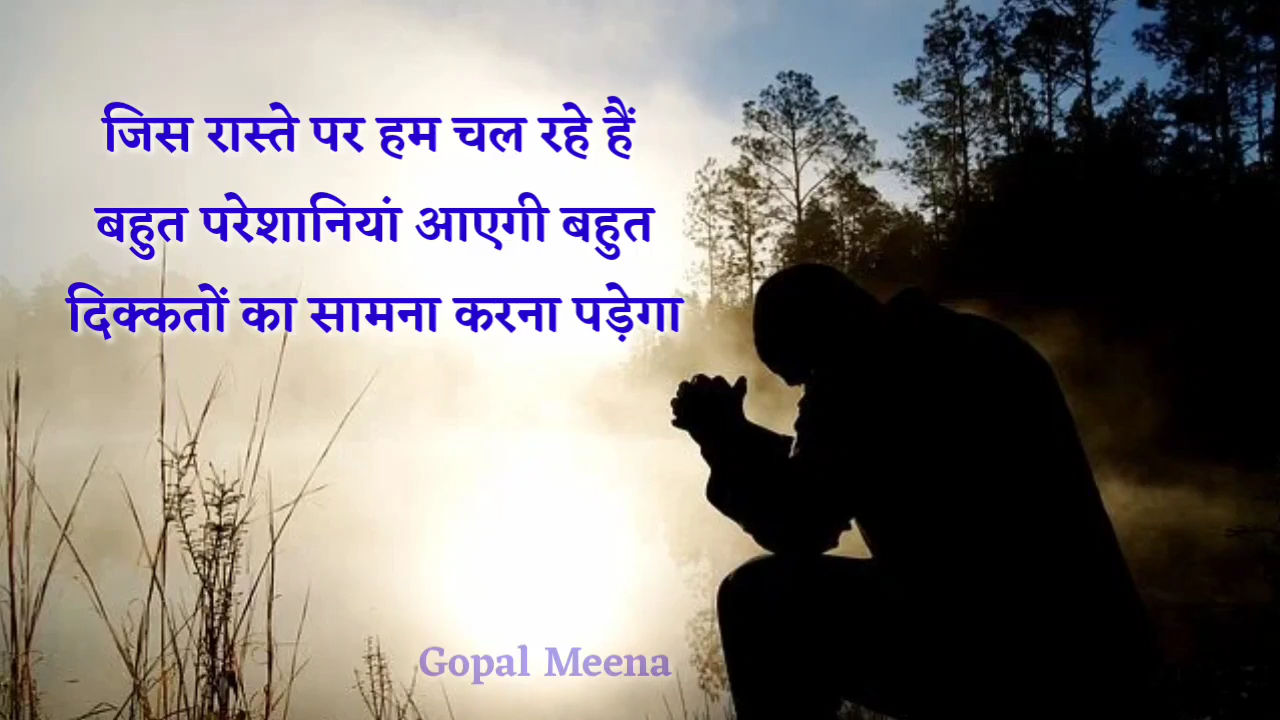 जिस रास्ते पर हम चल रहे हैं
बहुत परेशानियां आएगी बहुत
दिक्कतों का सामना करना पड़ेगा
Gopal Meena